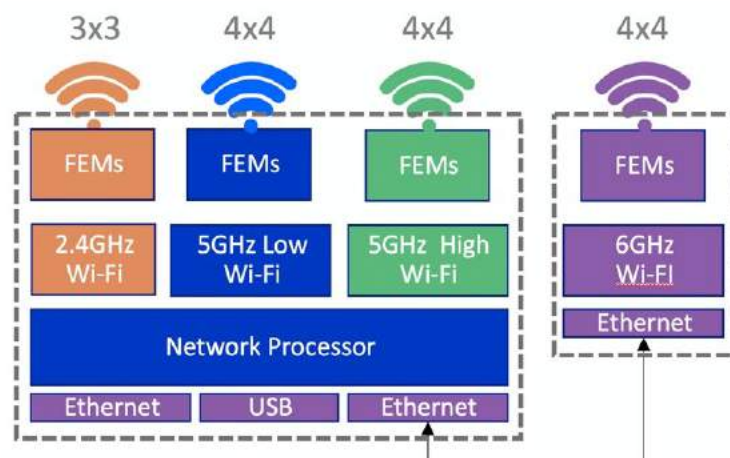 3x3
4x4
4x4
4x4
FEMs
FEMs
FEMs
FEMs
2.4GHz
Wi-Fi
5GHz Low
Wi-Fi
5GHz High
Wi-Fi
6GHz
Wi-FI
Ethernet
Network Processor
Ethernet
USB
Ethernet